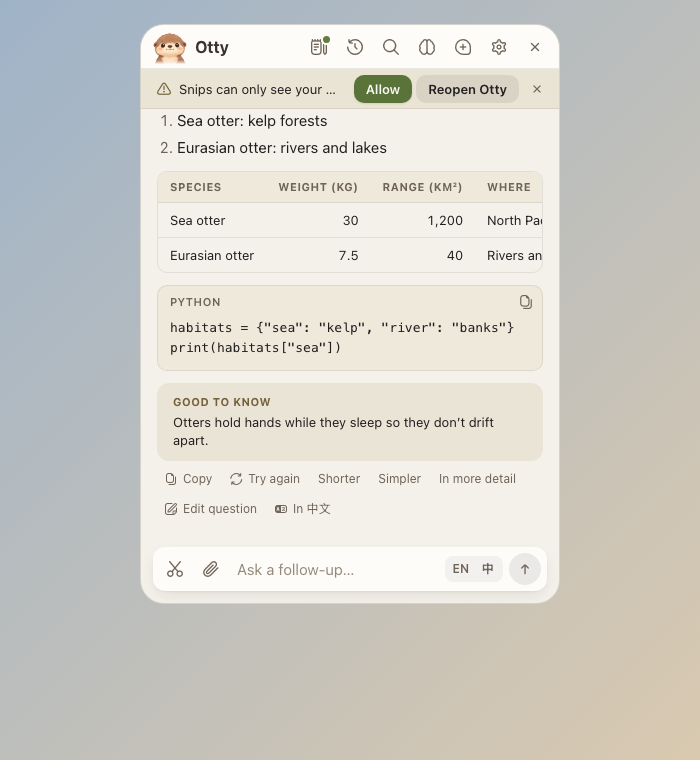 Otty
Snips can only see your ...
Allow
Reopen Otty
1. Sea otter: kelp forests
2. Eurasian otter: rivers and lakes
SPECIES WEIGHT (KG) RANGE (KM²) WHERE
Sea otter 30 1,200 North
Eurasian otter 7.5 40 Rivers
PYTHON
habitats = {"sea": "kelp", "river": "banks"}
print(habitats["sea"])
GOOD TO KNOW
Otters hold hands while they sleep so they don’t drift
apart.
Copy Try again Shorter Simpler In more detail
Edit question In 中文
Ask a follow-up... EN 中